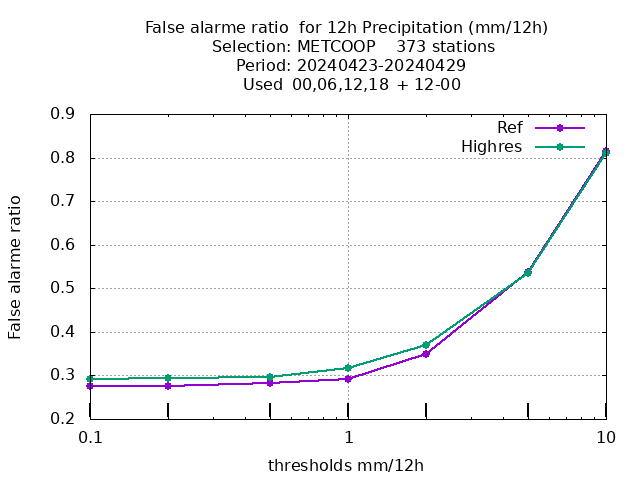 False alarme ratio  for 12h Precipitation (mm/12h)
Selection: METCOOP    373 stations
Period: 20240423-20240429
Used  00,06,12,18  + 12-00
0.9
0.8
0.7
0.6
0.5
0.4
0.3
0.2
False alarme ratio
Ref
Highres
0.1
1
10
thresholds mm/12h